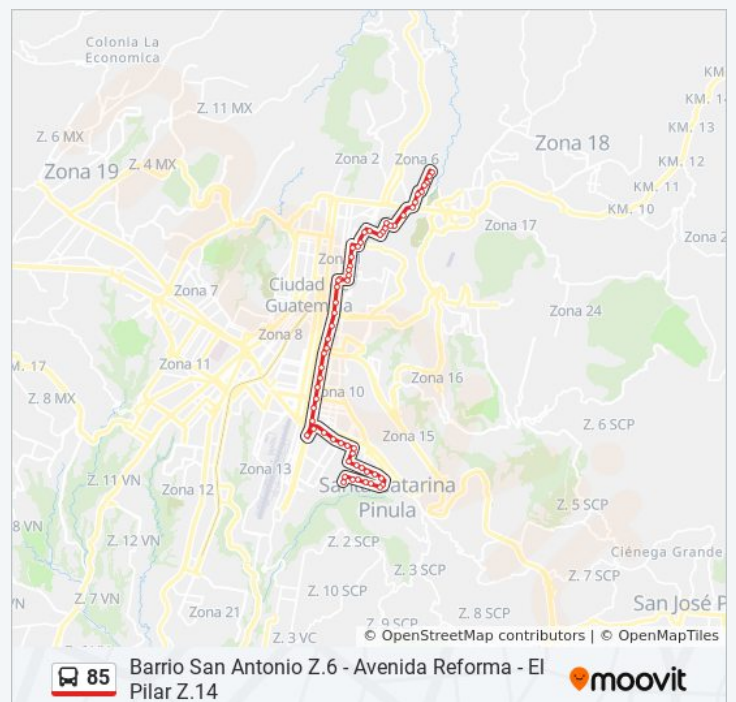 Colonia La
Economica
KM
Z. 11 MX
KM. 14
Z. 6 MX
KM. 13
Zona 18
Z. 4 MX
Zona 2
Zona 6
KM. 12
Zona 19
KM. 11
KM. 10
Zona 17
Zona 2
Zon
Ciudad
Zona 7
Guatem la
Zona 24
Zona 8
M. 17
Zona 11
na 10
Zona 16
Z. 8 MX
Z. 6 SCP
Zona 15
Zona 13
Z. 11 VN
Zona 12
Santa Catarina
Pinula
Z. 5 SCP
8 VN
Z. 12 VN
Z. 2 SCP
Ciénega Grande
Z. 3 SCP
Z. 7 SCP
Z. 10 SCP
Z. 7 VN
/N
Zona 21
Z. 8 SCP
San José P
Z. 9 SCP
Z. 3 VC
© OpenStreetMap contributors | © OpenMapTiles
85
Barrio San Antonio Z.6 - Avenida Reforma - El
Pilar Z.14
moovit